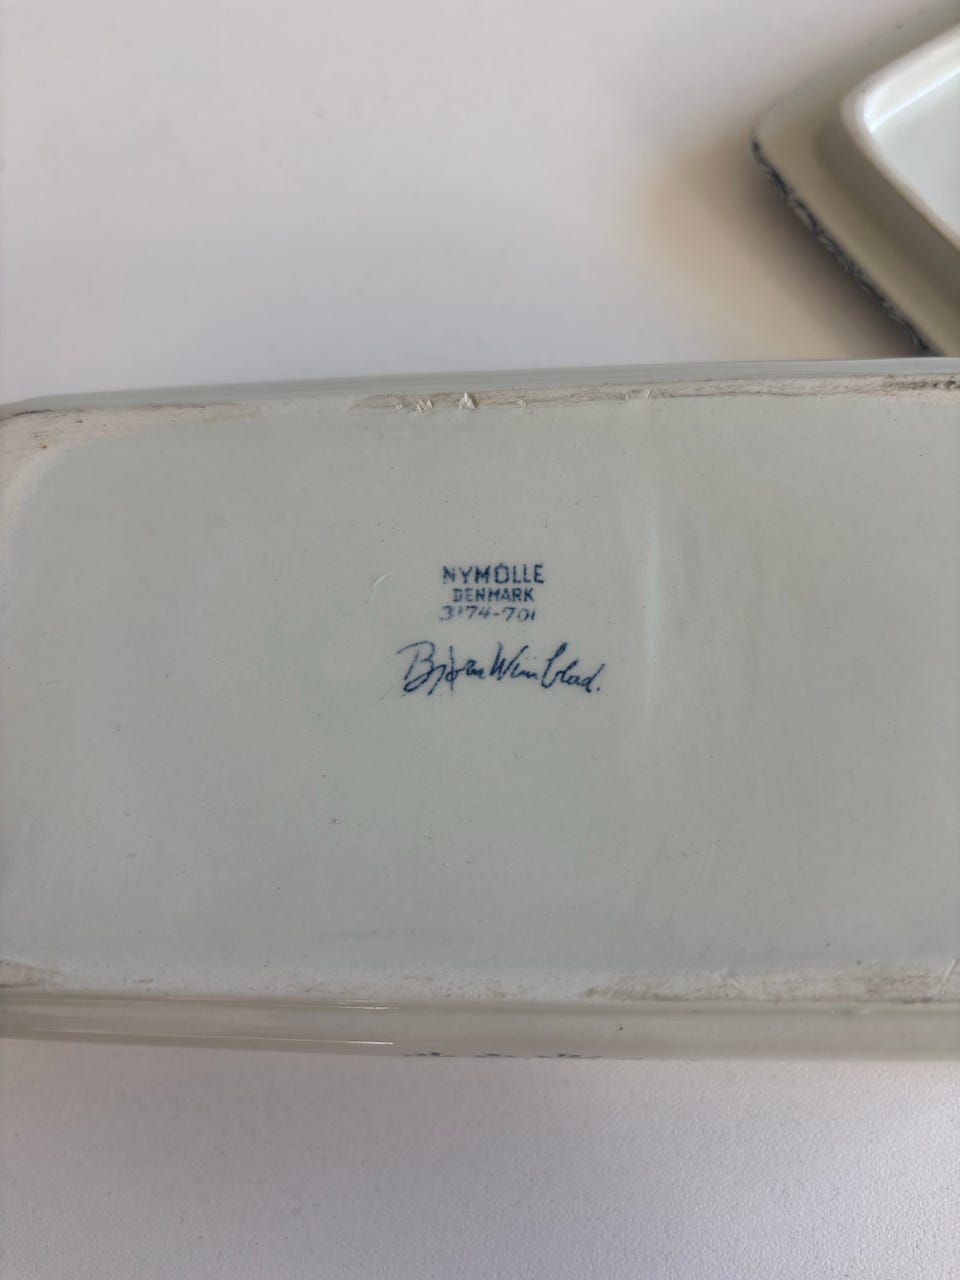 NYMÖLLE
DENMARK
3174-701
Bjørn Wiinblad.